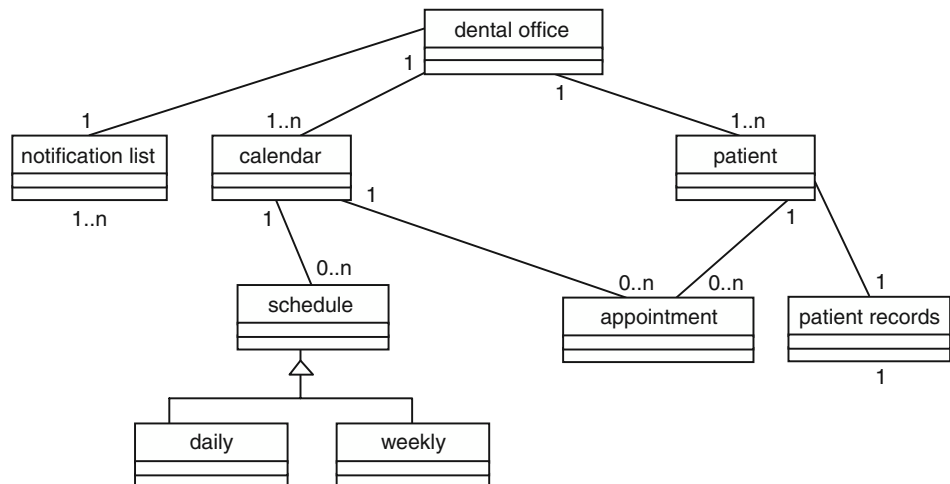 dental office
1
1
1
1
1..n
1..n
notification list
calendar
patient
1..n
1
1
1
0..n
0..n
0..n
1
schedule
appointment
patient records
1
daily
weekly